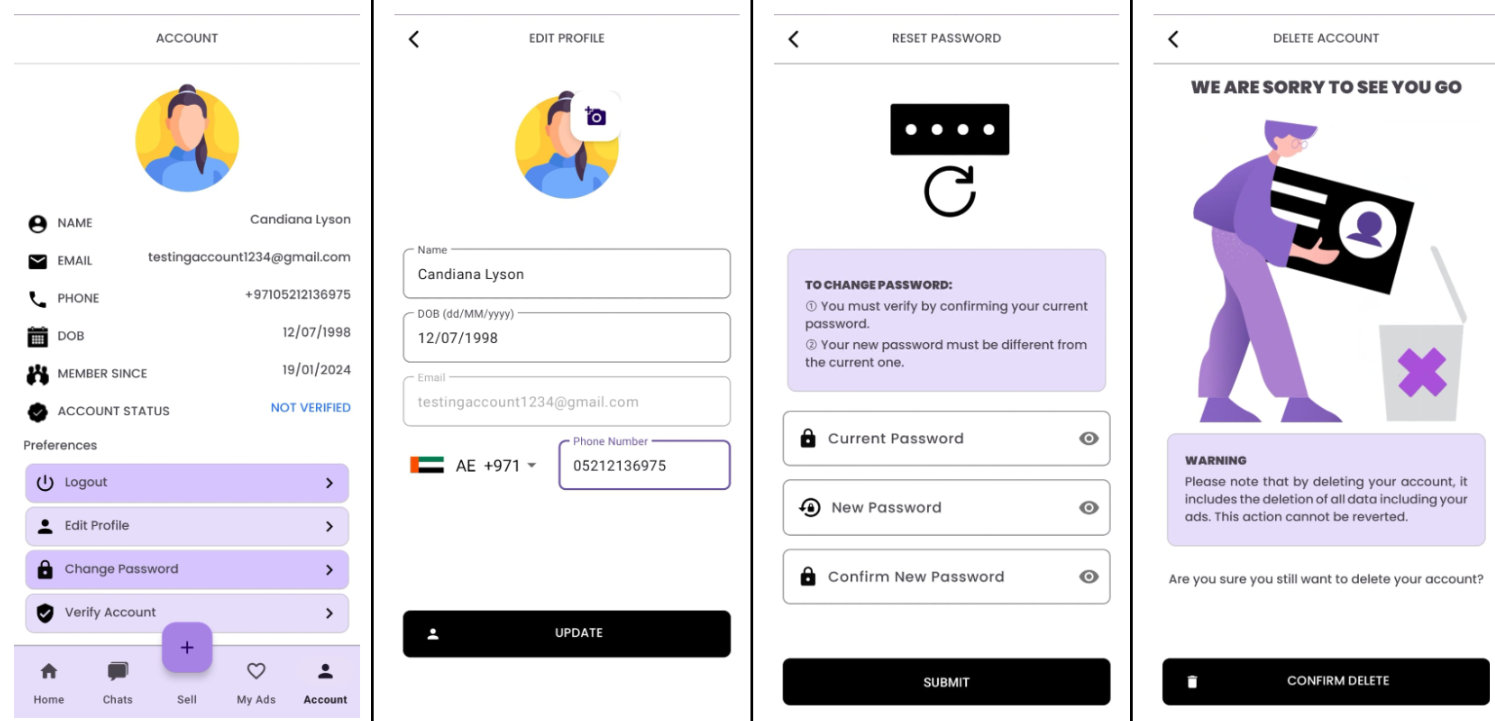 ACCOUNT
NAME Candiana Lyson
EMAIL testingaccount1234@gmail.com
PHONE +97105212136975
DOB 12/07/1998
MEMBER SINCE 19/01/2024
ACCOUNT STATUS NOT VERIFIED
Preferences
Logout
Edit Profile
Change Password
Verify Account
+
Home Chats Sell My Ads Account
EDIT PROFILE
Name
Candiana Lyson
DOB (dd/MM/yyyy)
12/07/1998
Email
testingaccount1234@gmail.com
Phone Number
AE +971 05212136975
UPDATE
RESET PASSWORD
TO CHANGE PASSWORD:
① You must verify by confirming your current
password.
② Your new password must be different from
the current one.
Current Password
New Password
Confirm New Password
SUBMIT
DELETE ACCOUNT
WE ARE SORRY TO SEE YOU GO
WARNING
Please note that by deleting your account, it
includes the deletion of all data including your
ads. This action cannot be reverted.
Are you sure you still want to delete your account?
CONFIRM DELETE